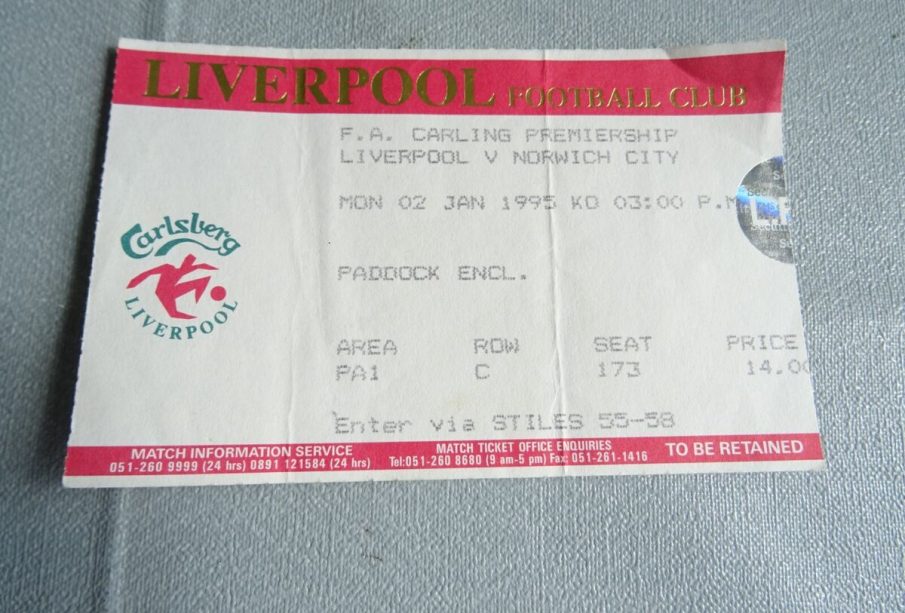 LIVERPOOL FOOTBALL CLUB
F.A. CARLING PREMIERSHIP
LIVERPOOL V NORWICH CITY
MON 02 JAN 1995 KO 03:00 P.M
Carlsberg
LIVERPOOL
PADDOCK ENCL.
AREA ROW SEAT PRICE
PA1 C 173 14.00
Enter via STILES 55-58
MATCH INFORMATION SERVICE
051-260 9999 (24 hrs) 0891 121584 (24 hrs)
MATCH TICKET OFFICE ENQUIRIES
Tel:051-260 8680 (9 am-5 pm) Fax: 051-261-1416
TO BE RETAINED